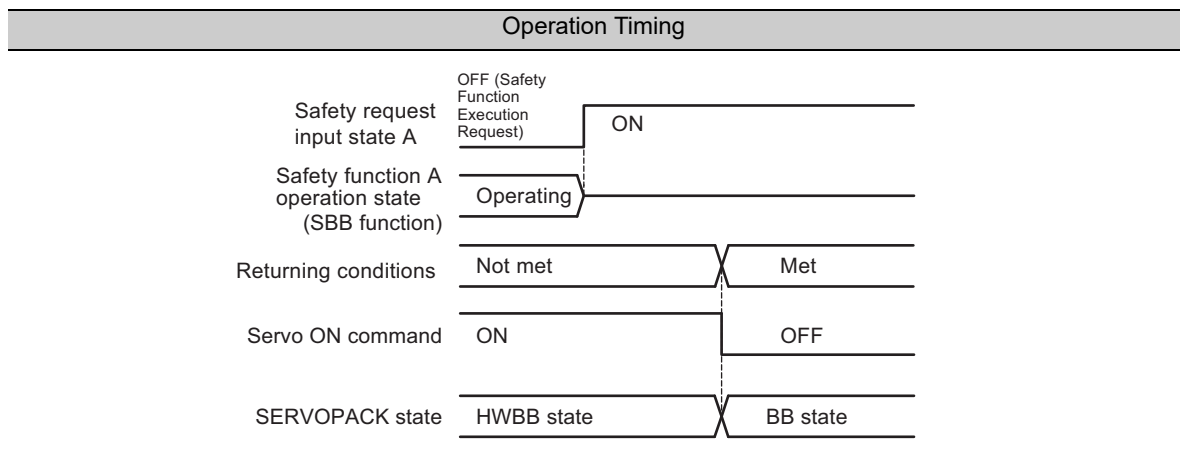 Operation Timing
OFF (Safety
Function
Execution
Request)
Safety request
input state A
ON
Safety function A
operation state
(SBB function)
Operating
Returning conditions
Not met
Met
Servo ON command
ON
OFF
SERVOPACK state
HWBB state
BB state